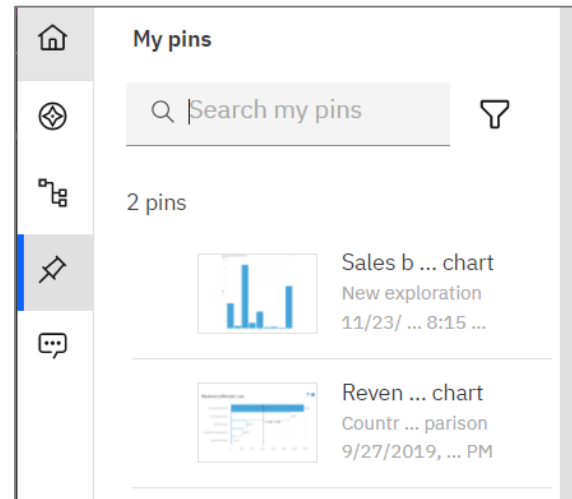 My pins
Search my pins
2 pins
Sales b ... chart
New exploration
11/23/ ... 8:15 ...
Reven ... chart
Countr ... parison
9/27/2019, ... PM